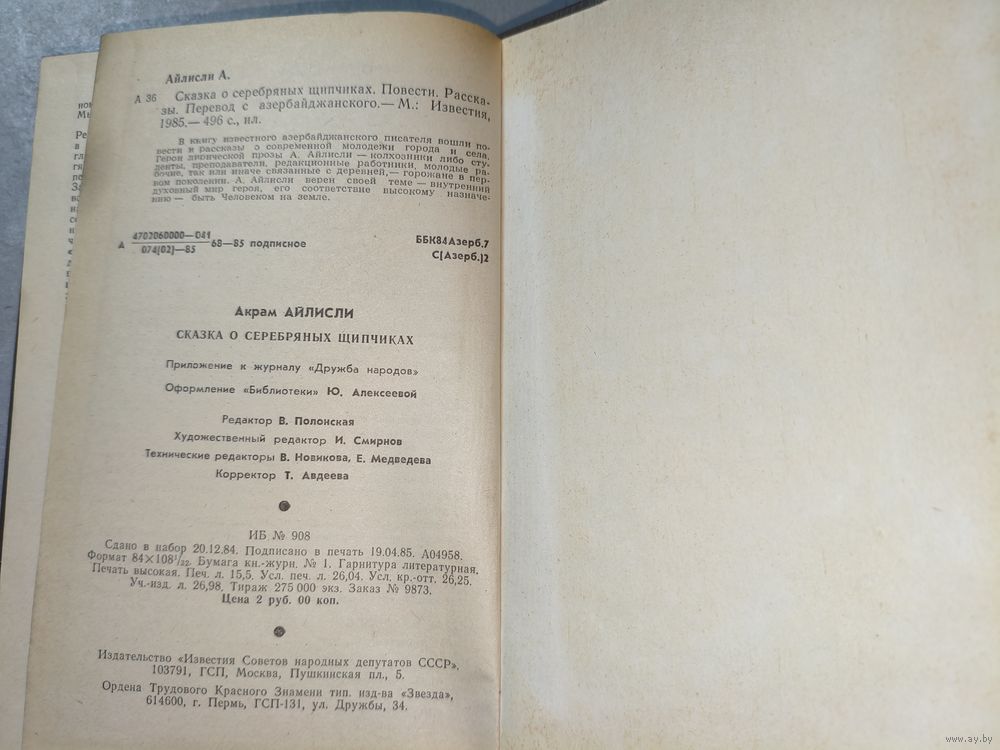 Айлисли А.
А 36 Сказка о серебряных щипчиках. Повести. Расска-
зы. Перевод с азербайджанского.— М.: Известия,
1985.— 496 с., ил.
В книгу известного азербайджанского писателя вошли по-
вести и рассказы о современной молодежи города и села.
Герои лирической прозы А. Айлисли — колхозники либо сту-
денты, преподаватели, редакционные работники, молодые ра-
бочие, так или иначе связанные с деревней,— горожане в пер-
вом поколении. А. Айлисли верен своей теме — внутренний
духовный мир героя, его соответствие высокому назначе-
нию — быть Человеком на земле.
А 4702060000—041
074(02)—85 68—85 подписное
ББК84Азерб.7
С(Азерб.)2
Акрам АЙЛИСЛИ
СКАЗКА О СЕРЕБРЯНЫХ ЩИПЧИКАХ
Приложение к журналу «Дружба народов»
Оформление «Библиотеки» Ю. Алексеевой
Редактор В. Полонская
Художественный редактор И. Смирнов
Технические редакторы В. Новикова, Е. Медведева
Корректор Т. Авдеева
ИБ № 908
Сдано в набор 20.12.84. Подписано в печать 19.04.85. А04958.
Формат 84×108¹/₃₂. Бумага кн.-журн. № 1. Гарнитура литературная.
Печать высокая. Печ. л. 15,5. Усл. печ. л. 26,04. Усл. кр.-отт. 26,25.
Уч.-изд. л. 26,98. Тираж 275 000 экз. Заказ № 9873.
Цена 2 руб. 00 коп.
Издательство «Известия Советов народных депутатов СССР»,
103791, ГСП, Москва, Пушкинская пл., 5.
Ордена Трудового Красного Знамени тип. изд-ва «Звезда»,
614600, г. Пермь, ГСП-131, ул. Дружбы, 34.
www.ay.by